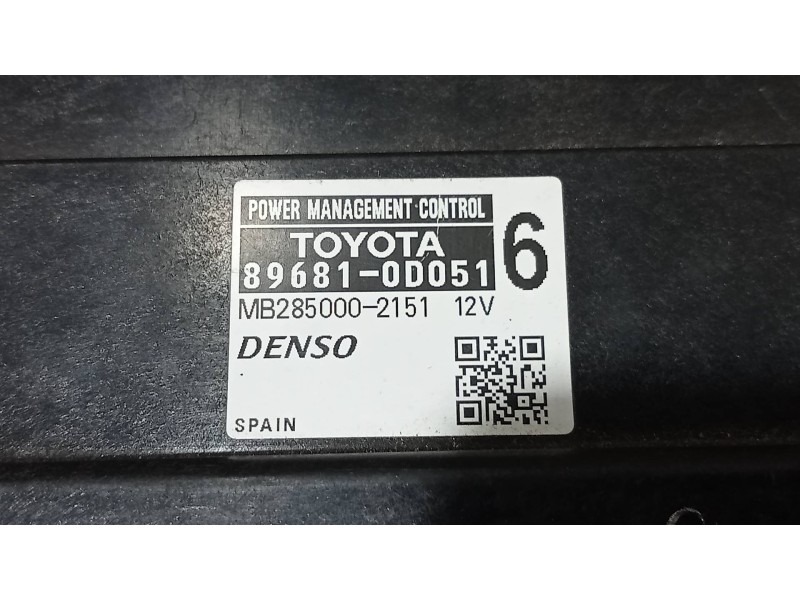 POWER MANAGEMENT CONTROL
TOYOTA
89681-0D051
6
MB285000-2151 12V
DENSO
SPAIN